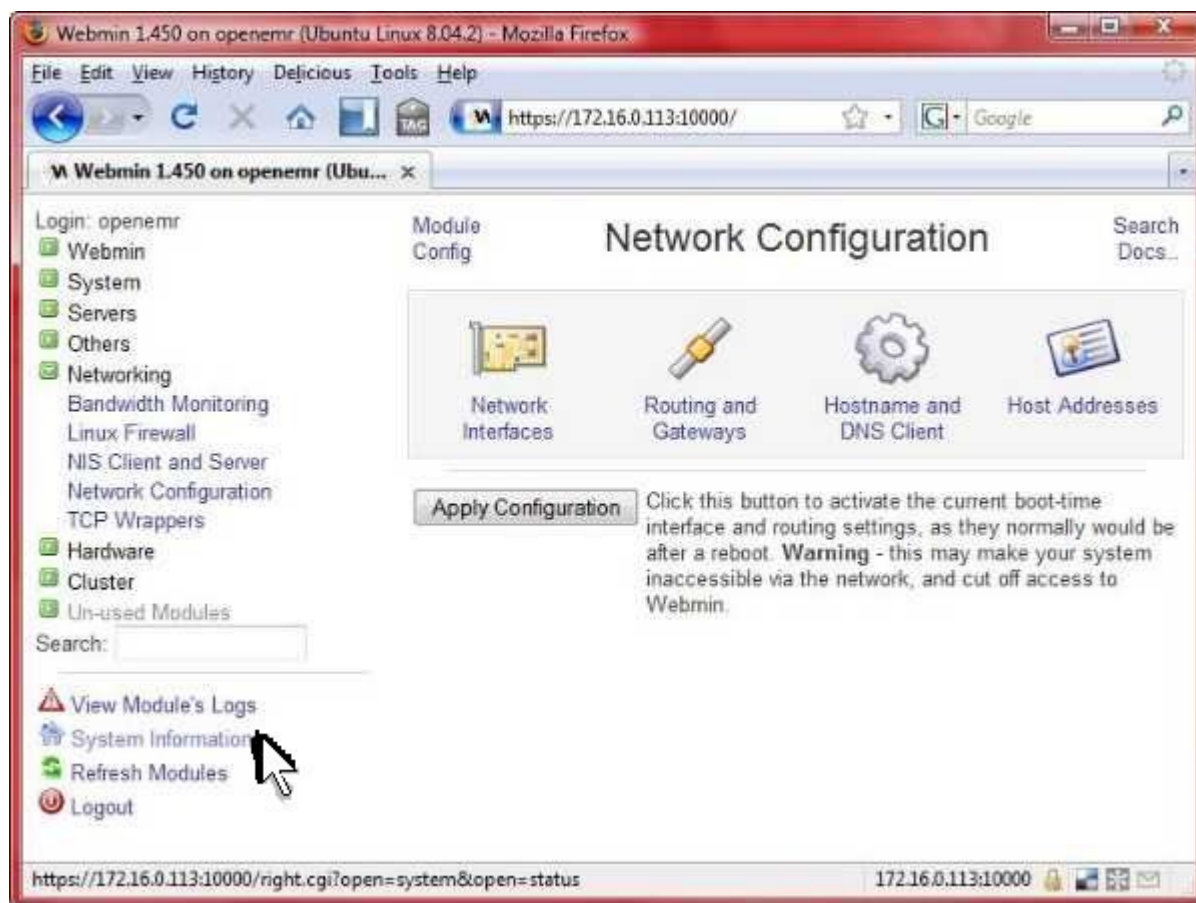 Webmin 1.450 on openemr (Ubuntu Linux 8.04.2) - Mozilla Firefox
File Edit View History Delicious Tools Help
TAG https://172.16.0.113:10000/ G Google
Webmin 1.450 on openemr (Ubu...
Login: openemr
Webmin
System
Servers
Others
Networking
Bandwidth Monitoring
Linux Firewall
NIS Client and Server
Network Configuration
TCP Wrappers
Hardware
Cluster
Un-used Modules
Search:
View Module's Logs
System Information
Refresh Modules
Logout
Module
Config
Network Configuration
Search
Docs..
Network
Interfaces
Routing and
Gateways
Hostname and
DNS Client
Host Addresses
Apply Configuration
Click this button to activate the current boot-time
interface and routing settings, as they normally would be
after a reboot. Warning - this may make your system
inaccessible via the network, and cut off access to
Webmin.
https://172.16.0.113:10000/right.cgi?open=system&open=status 172.16.0.113:10000